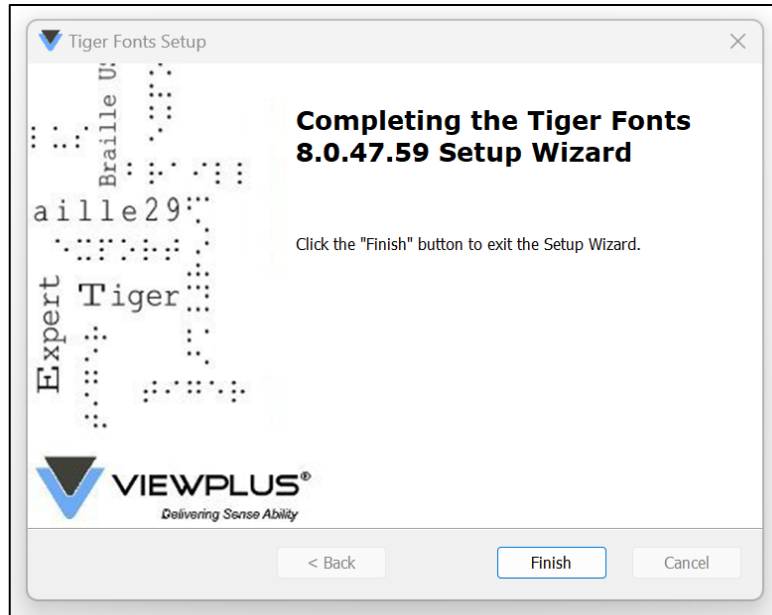 Tiger Fonts Setup
Braille US
aille29
Tiger
Expert
Completing the Tiger Fonts
8.0.47.59 Setup Wizard
Click the "Finish" button to exit the Setup Wizard.
VIEWPLUS®
Delivering Sense Ability
< Back
Finish
Cancel